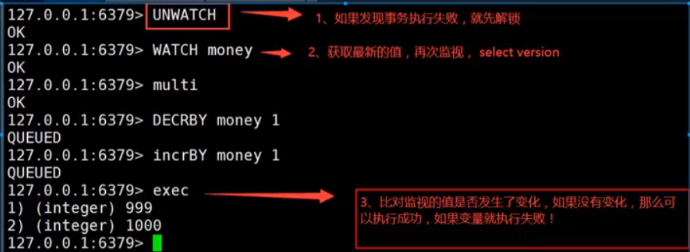 127.0.0.1:6379> UNWATCH
1、如果发现事务执行失败，就先解锁
OK
127.0.0.1:6379> WATCH money
2、获取最新的值，再次监视，select version
OK
127.0.0.1:6379> multi
OK
127.0.0.1:6379> DECRBY money 1
QUEUED
127.0.0.1:6379> incrBY money 1
QUEUED
127.0.0.1:6379> exec
3、比对监视的值是否发生了变化，如果没有变化，那么可
以执行成功，如果变量就执行失败！
1) (integer) 999
2) (integer) 1000
127.0.0.1:6379>